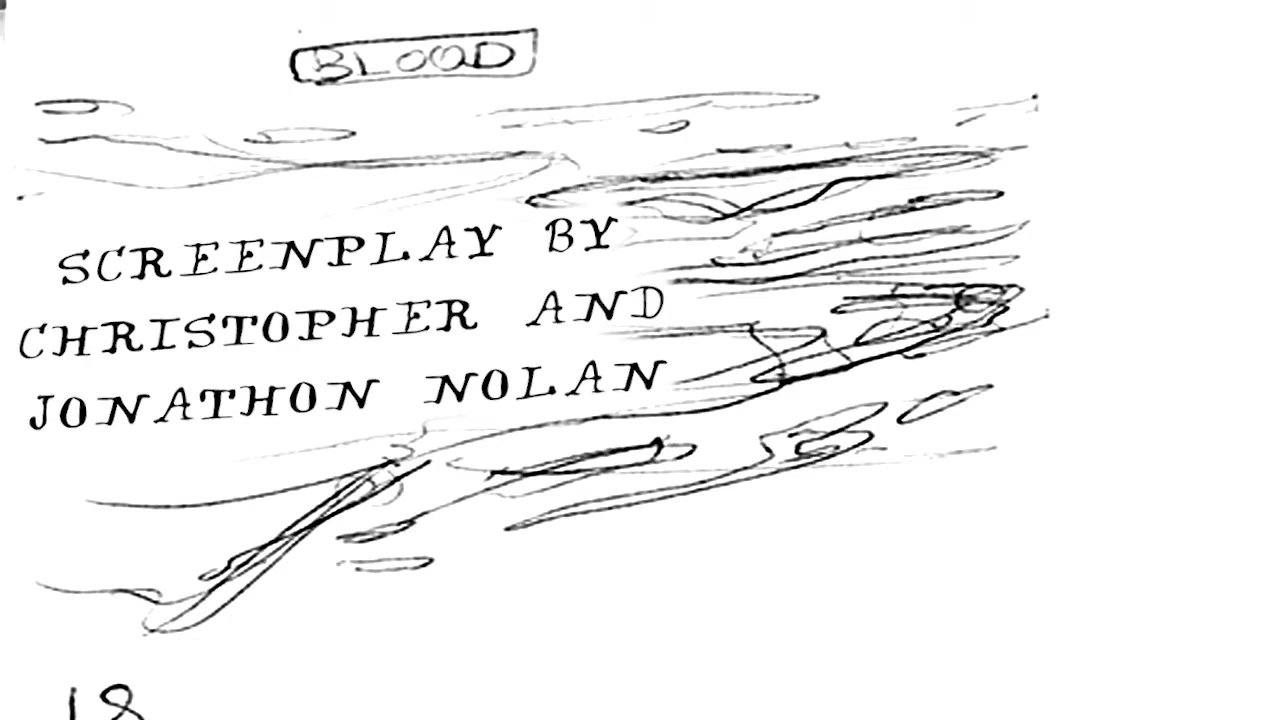 BLOOD
SCREENPLAY BY
CHRISTOPHER AND
JONATHON NOLAN
18